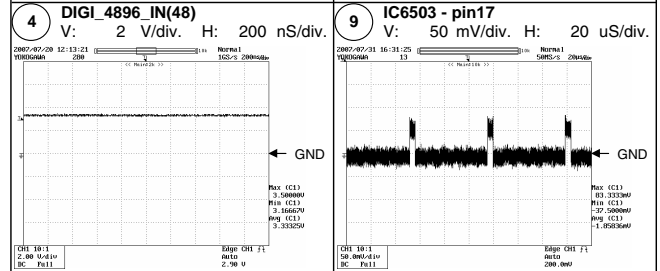 4 DIGI_4896_IN(48)
V: 2 V/div. H: 200 nS/div.
2007/07/20 12:13:21 10k Normal
YOKOGAWA 280 1GS/s 200ns/div
<< Main:2k >>
GND
Max (C1)
3.50000V
Min (C1)
3.16667V
Avg (C1)
3.33325V
CH1 10:1
2.00 V/div
DC Full
Edge CH1
Auto
2.90 V
9 IC6503 - pin17
V: 50 mV/div. H: 20 uS/div.
2007/07/31 16:31:25 10k Normal
YOKOGAWA 13 50MS/s 20us/div
<< Main:10k >>
GND
Max (C1)
83.3333mV
Min (C1)
-37.5000mV
Avg (C1)
-1.85836mV
CH1 10:1
50.0mV/div
DC Full
Edge CH1
Auto
200.0mV